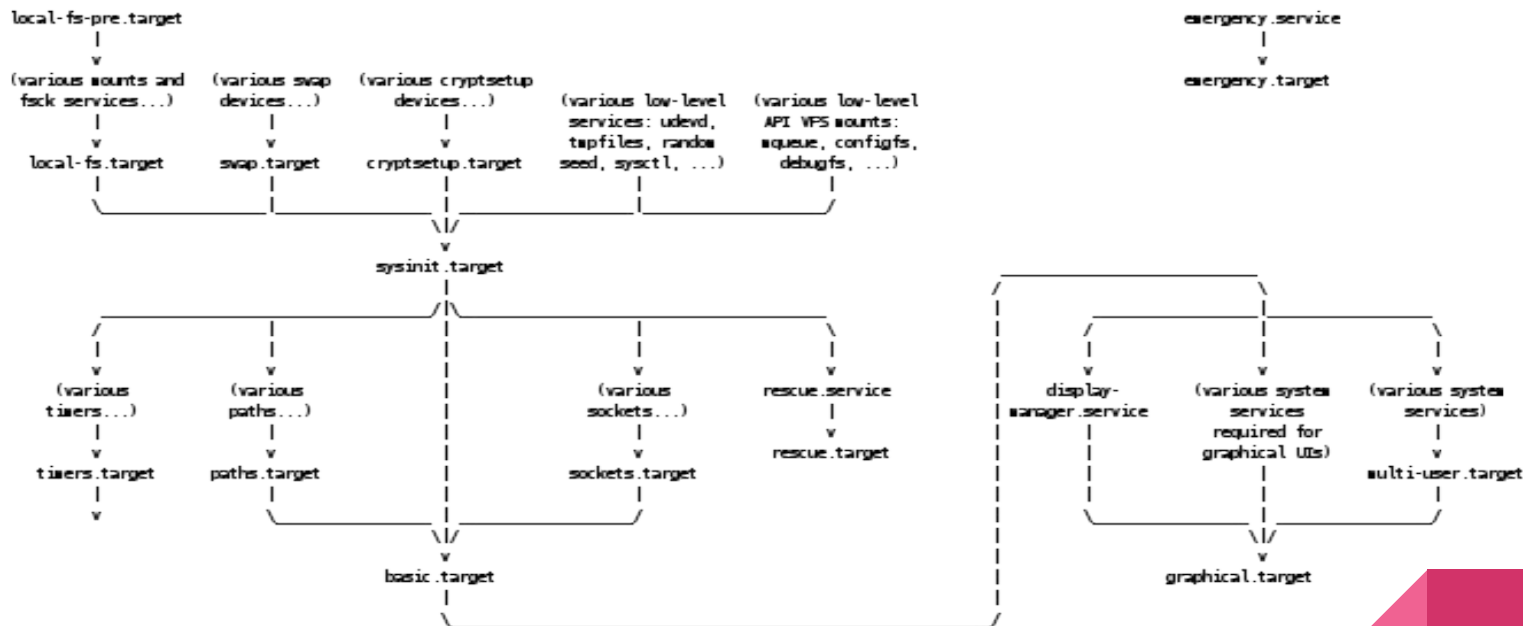 local-fs-pre.target
emergency.service
emergency.target
(various mounts and
fsck services...)
(various swap
devices...)
(various cryptsetup
devices...)
(various low-level
services: udevd,
tmpfiles, random
seed, sysctl, ...)
(various low-level
API VFS mounts:
mqueue, configfs,
debugfs, ...)
local-fs.target
swap.target
cryptsetup.target
sysinit.target
(various
timers...)
(various
paths...)
(various
sockets...)
rescue.service
rescue.target
timers.target
paths.target
sockets.target
basic.target
display-
manager.service
(various system
services
required for
graphical UIs)
(various system
services)
multi-user.target
graphical.target